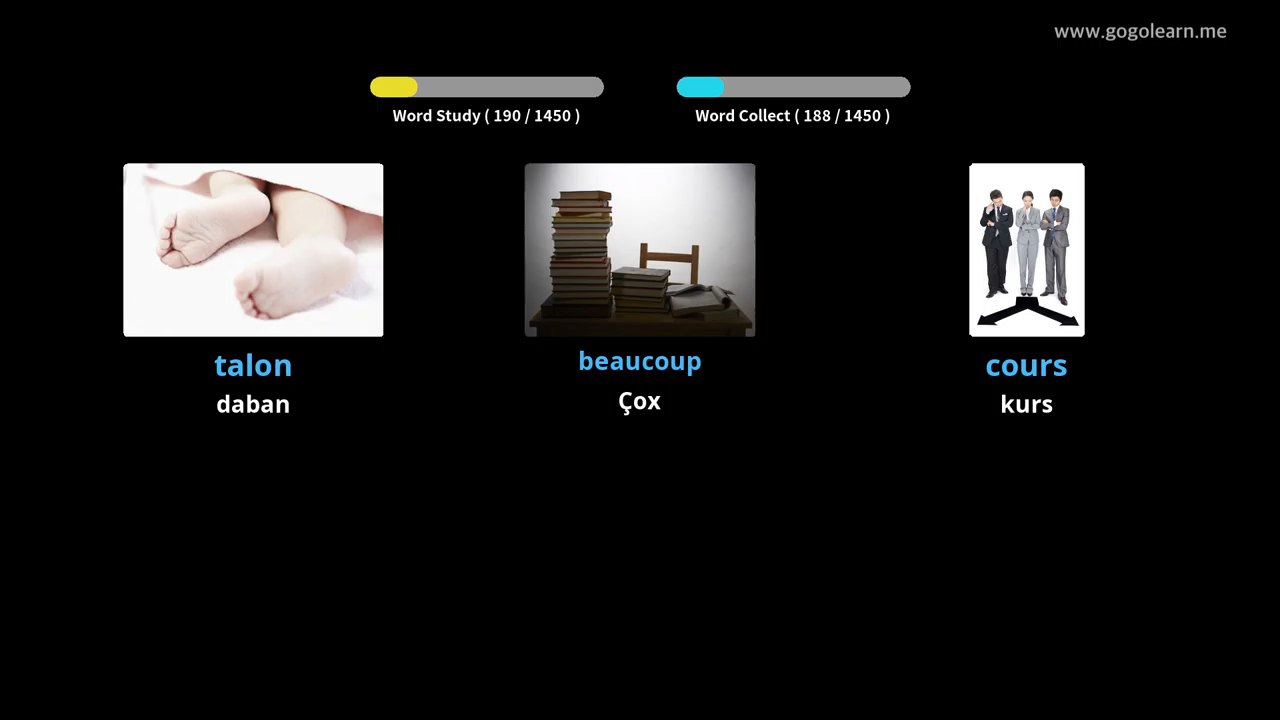 www.gogolearn.me
Word Study ( 190 / 1450 )
Word Collect ( 188 / 1450 )
talon
daban
beaucoup
Çox
cours
kurs